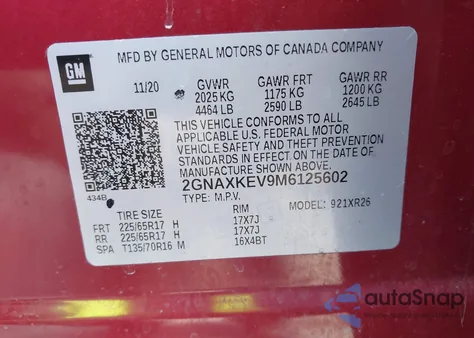 GM
MFD BY GENERAL MOTORS OF CANADA COMPANY
11/20 GVWR GAWR FRT GAWR RR
2025 KG 1175 KG 1200 KG
4464 LB 2590 LB 2645 LB
THIS VEHICLE CONFORMS TO ALL
APPLICABLE U.S. FEDERAL MOTOR
VEHICLE SAFETY STANDARDS IN
EFFECT ON THE DATE OF
MANUFACTURE SHOWN ABOVE.
434B 2GNAXKEV9M6125602
TYPE: M.P.V. MODEL: 921XR26
TIRE SIZE RIM
FRT 225/65R17 H 17X7J
RR 225/65R17 H 17X7J
SPA T135/70R16 M 16X4BT
autoSnap